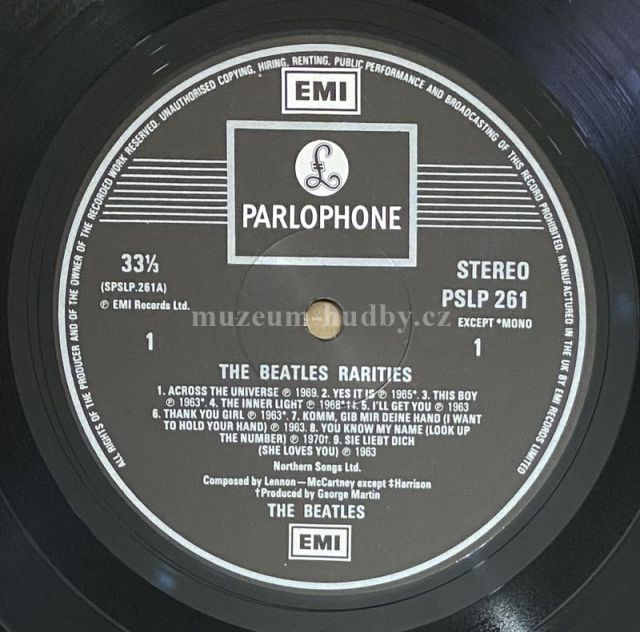 ALL RIGHTS OF THE PRODUCER AND OF THE OWNER OF THE RECORDED WORK RESERVED. UNAUTHORISED COPYING, HIRING, RENTING, PUBLIC PERFORMANCE AND BROADCASTING OF THIS RECORD PROHIBITED. MANUFACTURED IN THE UK BY EMI RECORDS LIMITED
EMI
£
PARLOPHONE
33⅓
(SPSLP.261A)
℗ EMI Records Ltd.
1
STEREO
PSLP 261
EXCEPT *MONO
1
muzeum-hudby.cz
THE BEATLES RARITIES
1. ACROSS THE UNIVERSE ℗ 1969. 2. YES IT IS ℗ 1965*. 3. THIS BOY
℗ 1963*. 4. THE INNER LIGHT ℗ 1968*‡†. 5. I'LL GET YOU ℗ 1963
6. THANK YOU GIRL ℗ 1963*. 7. KOMM, GIB MIR DEINE HAND (I WANT
TO HOLD YOUR HAND) ℗ 1963. 8. YOU KNOW MY NAME (LOOK UP
THE NUMBER) ℗ 1970†. 9. SIE LIEBT DICH
(SHE LOVES YOU) ℗ 1963
Northern Songs Ltd.
Composed by Lennon—McCartney except ‡Harrison
†Produced by George Martin
THE BEATLES
EMI